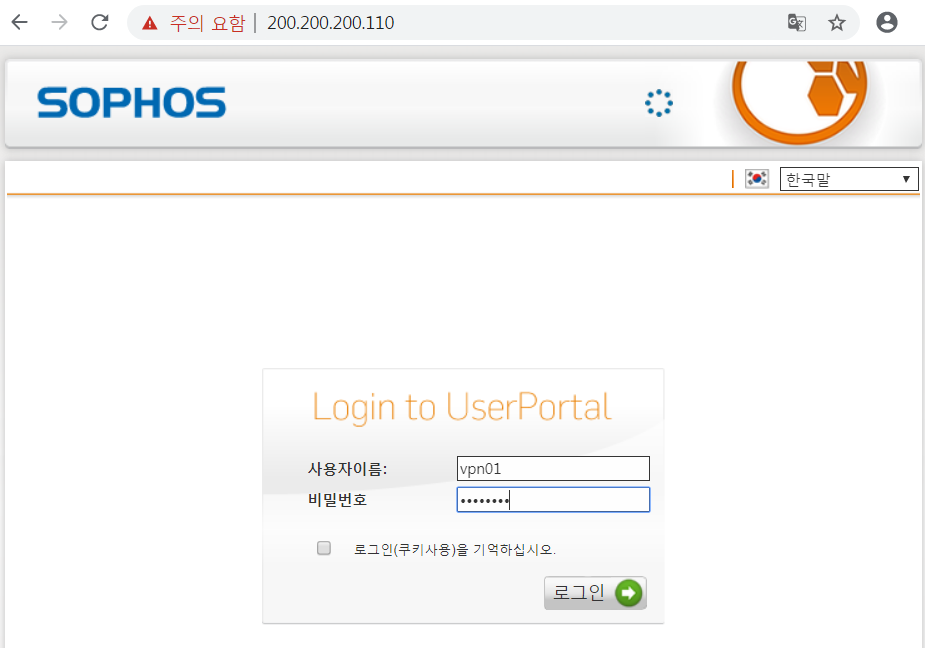 주의 요함 200.200.200.110
SOPHOS
한국말
Login to UserPortal
사용자이름: vpn01
비밀번호 ••••••••
로그인(쿠키사용)을 기억하십시오.
로그인